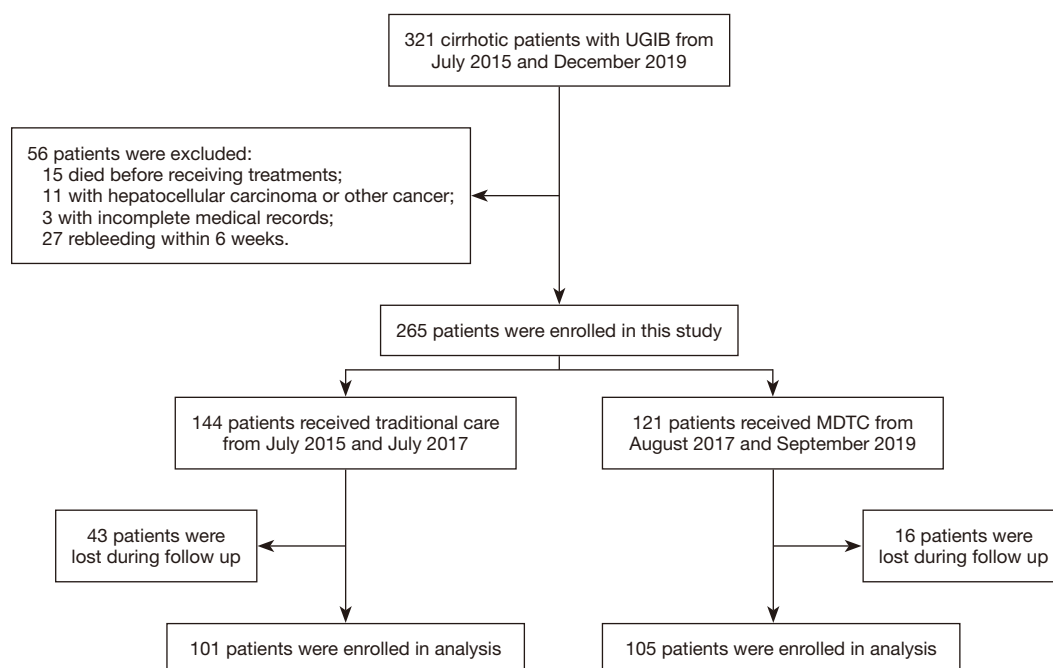 321 cirrhotic patients with UGIB from
July 2015 and December 2019
56 patients were excluded:
15 died before receiving treatments;
11 with hepatocellular carcinoma or other cancer;
3 with incomplete medical records;
27 rebleeding within 6 weeks.
265 patients were enrolled in this study
144 patients received traditional care
from July 2015 and July 2017
121 patients received MDTC from
August 2017 and September 2019
43 patients were
lost during follow up
16 patients were
lost during follow up
101 patients were enrolled in analysis
105 patients were enrolled in analysis